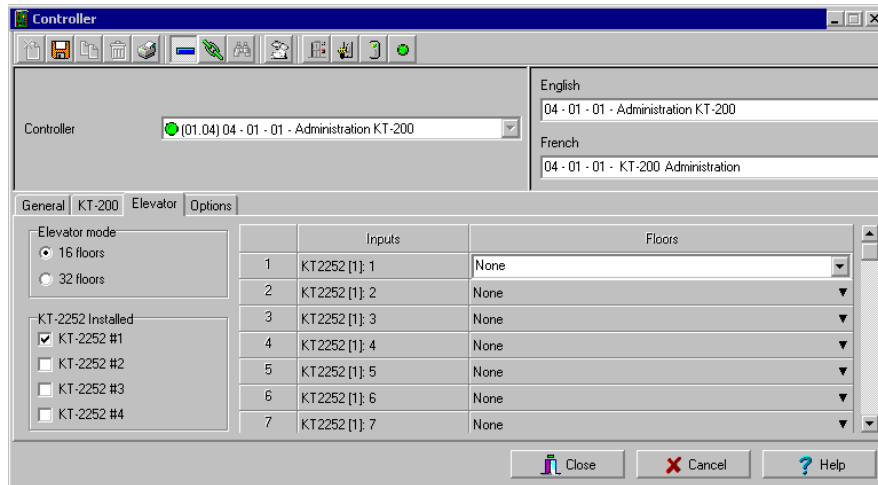 Controller
English
04 - 01 - 01 - Administration KT-200
Controller
(01.04) 04 - 01 - 01 - Administration KT-200
French
04 - 01 - 01 - KT-200 Administration
General KT-200 Elevator Options
Elevator mode
16 floors
32 floors
KT-2252 Installed
KT-2252 #1
KT-2252 #2
KT-2252 #3
KT-2252 #4
Inputs Floors
1 KT2252 [1]: 1 None
2 KT2252 [1]: 2 None
3 KT2252 [1]: 3 None
4 KT2252 [1]: 4 None
5 KT2252 [1]: 5 None
6 KT2252 [1]: 6 None
7 KT2252 [1]: 7 None
Close Cancel Help